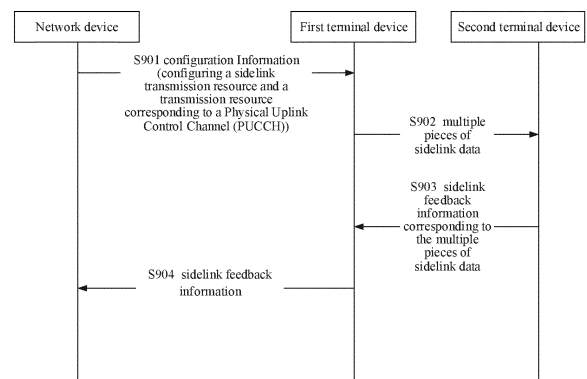 Network device
First terminal device
Second terminal device
S901 configuration Information
(configuring a sidelink
transmission resource and a
transmission resource
corresponding to a Physical Uplink
Control Channel (PUCCH))
S902 multiple
pieces of
sidelink data
S903 sidelink
feedback
information
corresponding to
the multiple
pieces of
sidelink data
S904 sidelink feedback
information